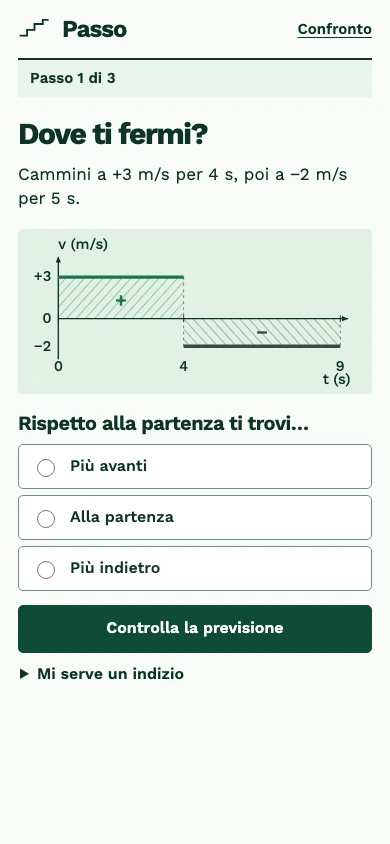 Passo
Confronto
Passo 1 di 3
Dove ti fermi?
Cammini a +3 m/s per 4 s, poi a −2 m/s
per 5 s.
v (m/s)
+3
+
0
−
−2
0
4
9
t (s)
Rispetto alla partenza ti trovi…
Più avanti
Alla partenza
Più indietro
Controlla la previsione
Mi serve un indizio